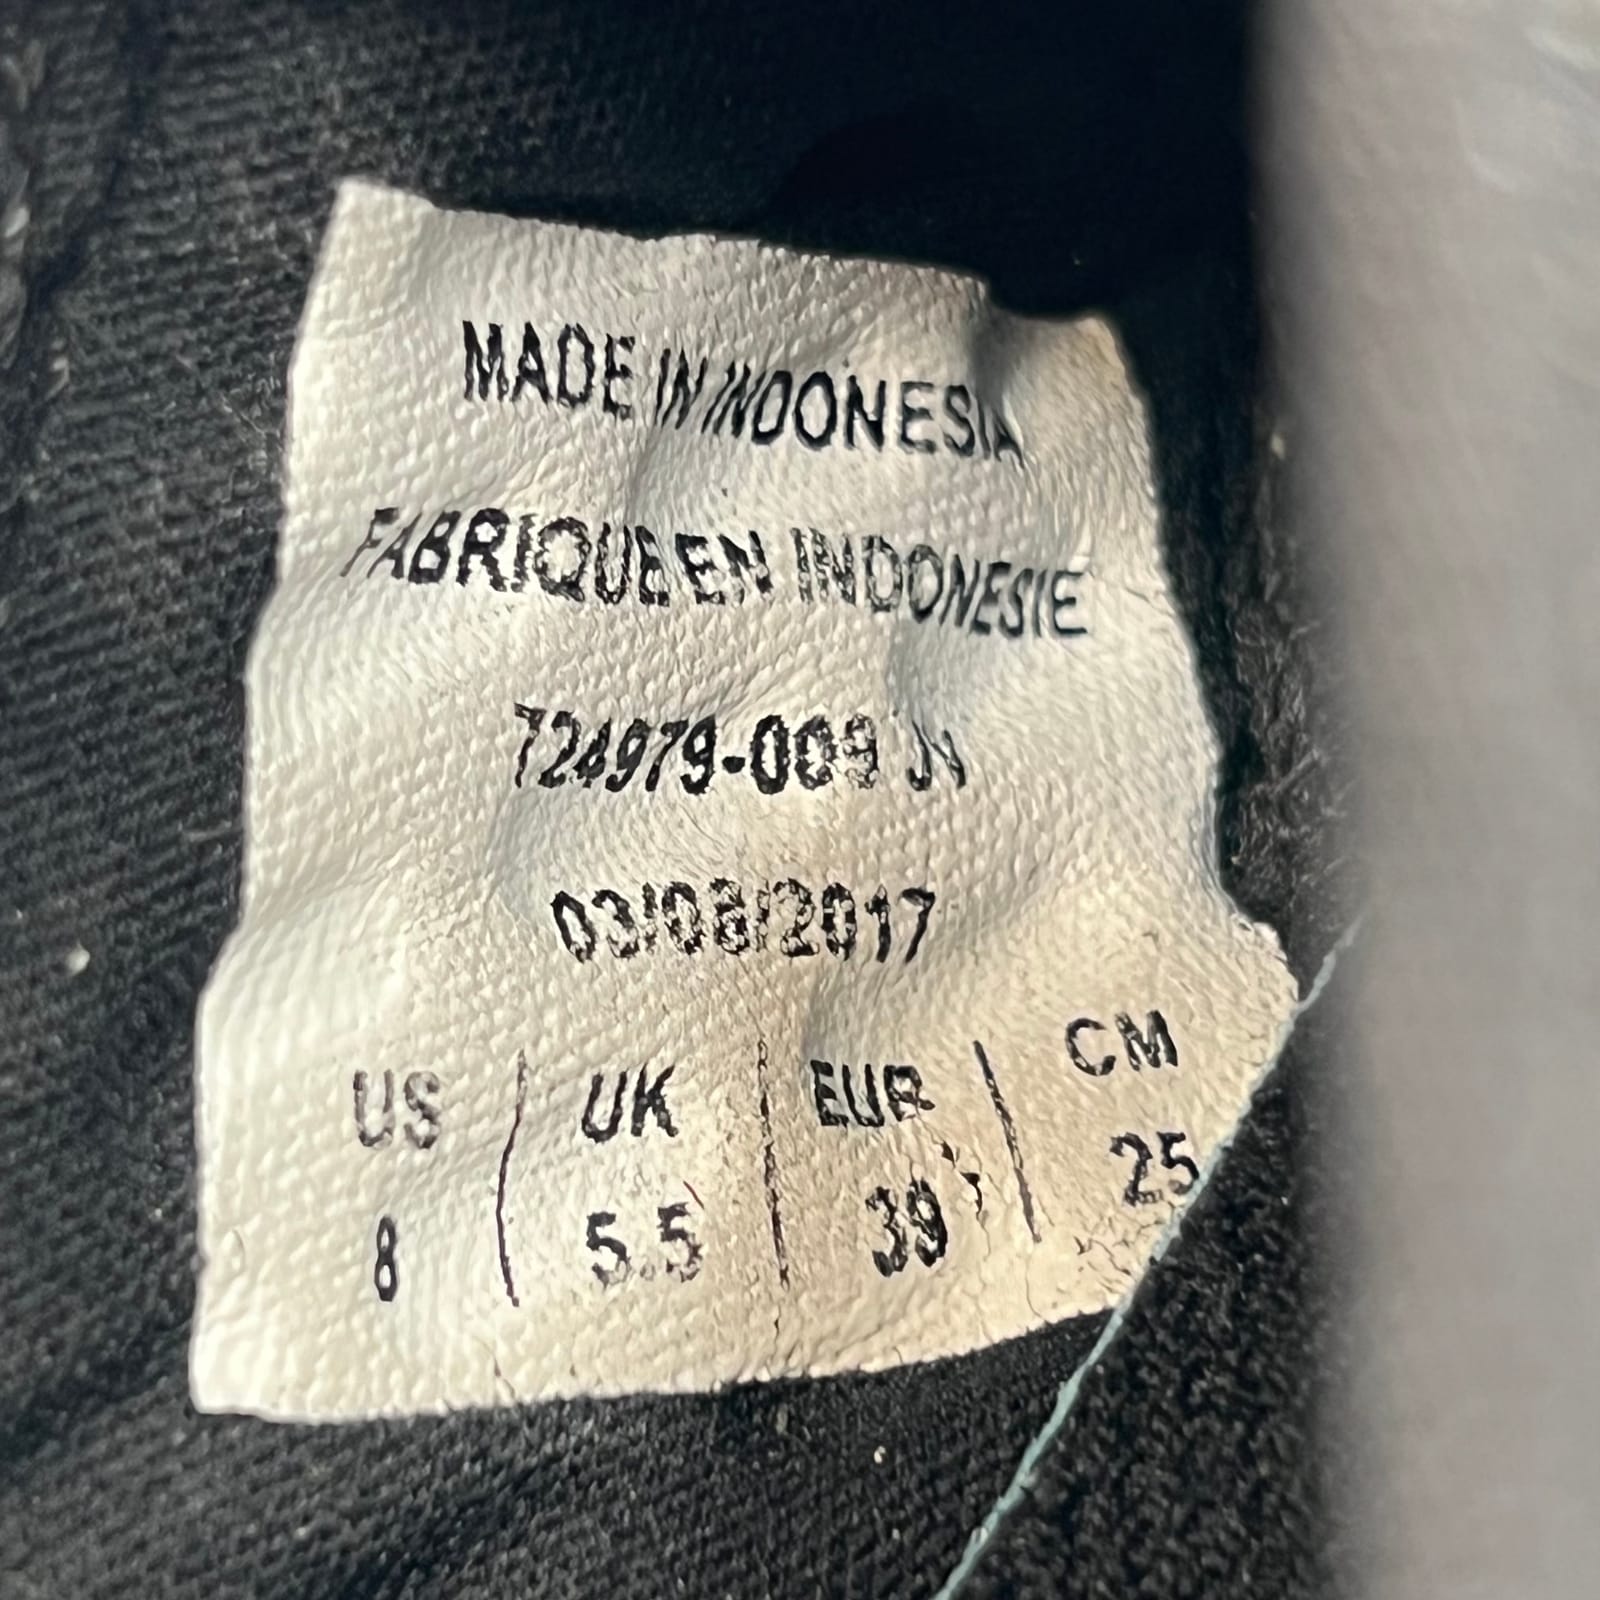 MADE IN INDONESIA
FABRIQUE EN INDONESIE
724979-009 JV
03/08/2017
US | UK | EUR | CM
8 | 5.5 | 39 | 25